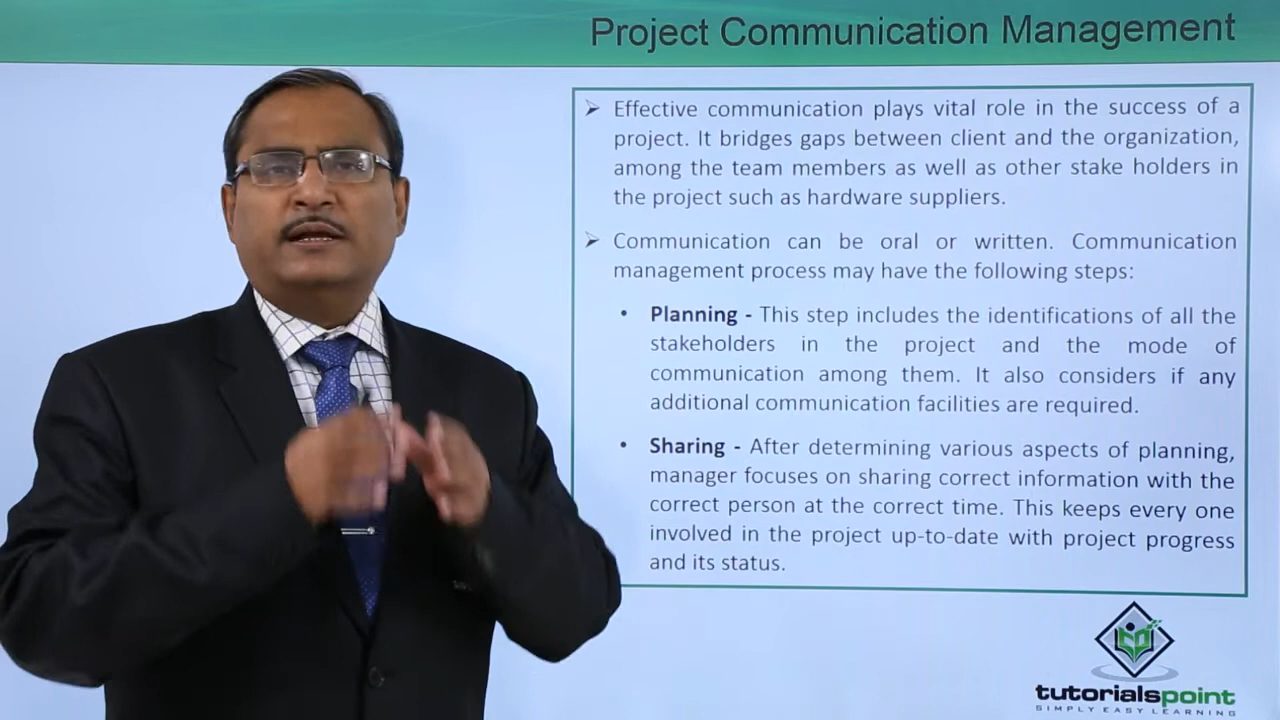 Project Communication Management
➢ Effective communication plays vital role in the success of a
project. It bridges gaps between client and the organization,
among the team members as well as other stake holders in
the project such as hardware suppliers.
➢ Communication can be oral or written. Communication
management process may have the following steps:
• Planning - This step includes the identifications of all the
stakeholders in the project and the mode of
communication among them. It also considers if any
additional communication facilities are required.
• Sharing - After determining various aspects of planning,
manager focuses on sharing correct information with the
correct person at the correct time. This keeps every one
involved in the project up-to-date with project progress
and its status.
tutorialspoint
SIMPLY EASY LEARNING